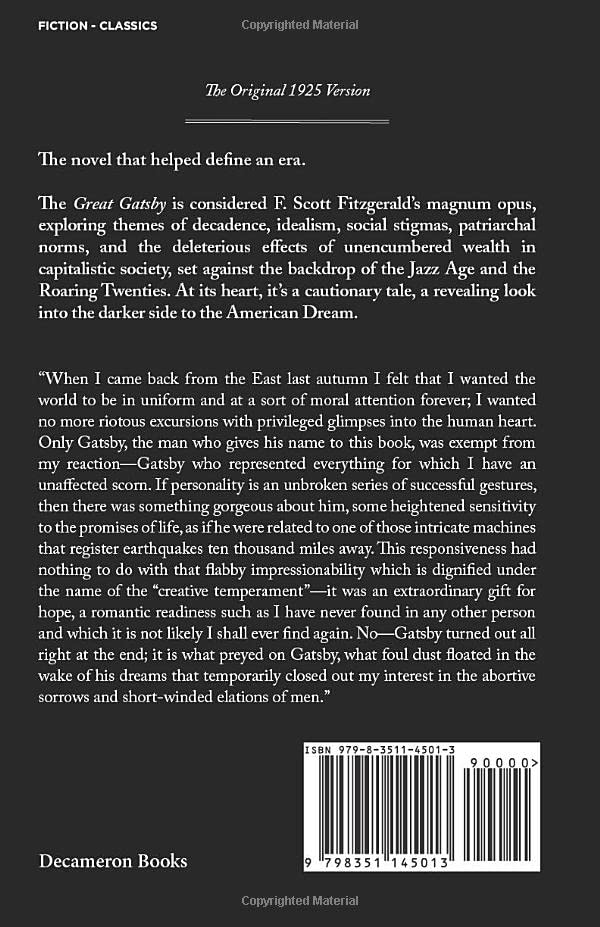 FICTION - CLASSICS
Copyrighted Material
The Original 1925 Version
The novel that helped define an era.
The Great Gatsby is considered F. Scott Fitzgerald's magnum opus,
exploring themes of decadence, idealism, social stigmas, patriarchal
norms, and the deleterious effects of unencumbered wealth in
capitalistic society, set against the backdrop of the Jazz Age and the
Roaring Twenties. At its heart, it's a cautionary tale, a revealing look
into the darker side to the American Dream.
“When I came back from the East last autumn I felt that I wanted the
world to be in uniform and at a sort of moral attention forever; I wanted
no more riotous excursions with privileged glimpses into the human heart.
Only Gatsby, the man who gives his name to this book, was exempt from
my reaction—Gatsby who represented everything for which I have an
unaffected scorn. If personality is an unbroken series of successful gestures,
then there was something gorgeous about him, some heightened sensitivity
to the promises of life, as if he were related to one of those intricate machines
that register earthquakes ten thousand miles away. This responsiveness had
nothing to do with that flabby impressionability which is dignified under
the name of the “creative temperament”—it was an extraordinary gift for
hope, a romantic readiness such as I have never found in any other person
and which it is not likely I shall ever find again. No—Gatsby turned out all
right at the end; it is what preyed on Gatsby, what foul dust floated in the
wake of his dreams that temporarily closed out my interest in the abortive
sorrows and short-winded elations of men.”
ISBN 979-8-3511-4501-3
90000>
9 798351 145013
Decameron Books
Copyrighted Material